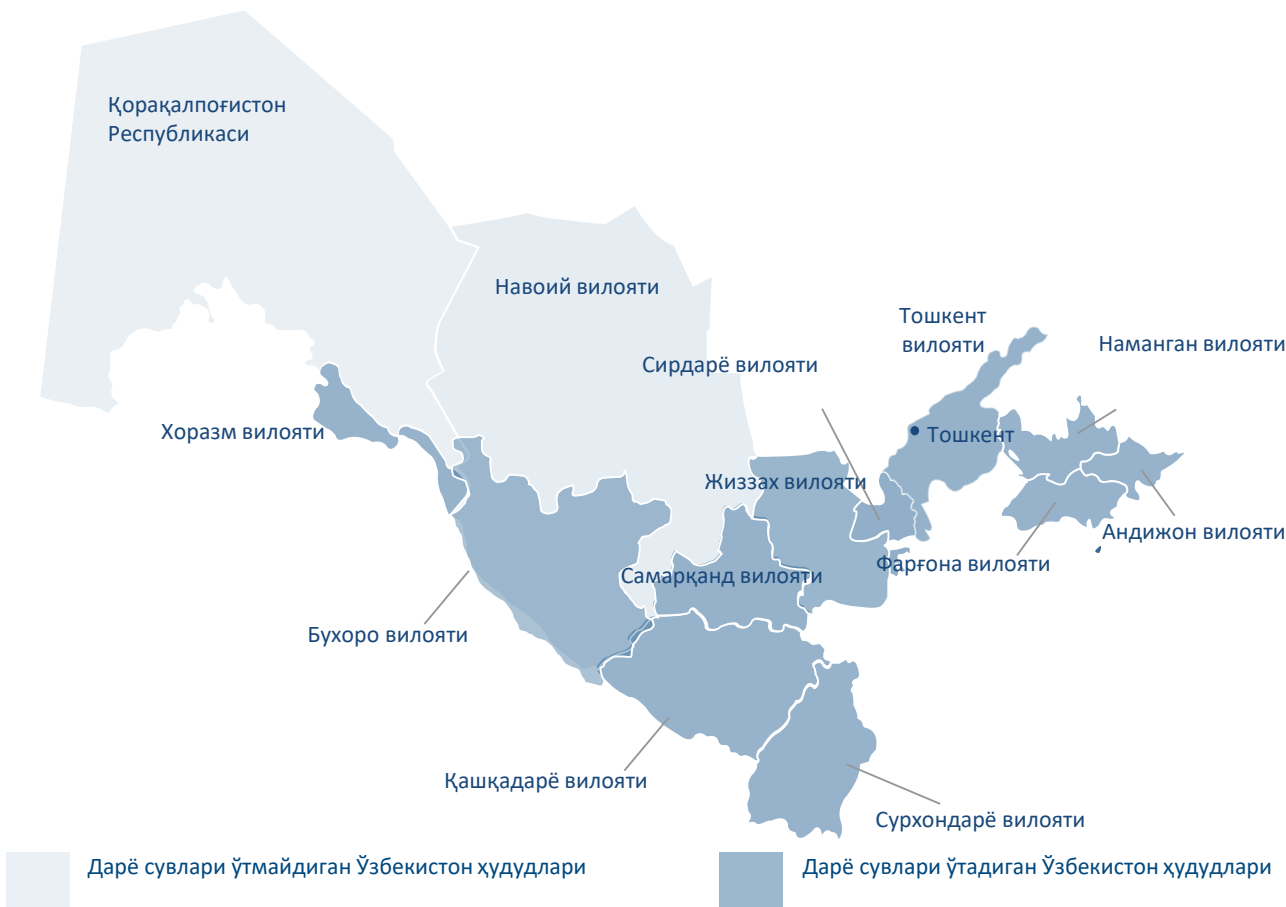 Қорақалпоғистон
Республикаси
Навоий вилояти
Тошкент
вилояти
Наманган вилояти
Сирдарё вилояти
Хоразм вилояти
Тошкент
Жиззах вилояти
Андижон вилояти
Фарғона вилояти
Самарқанд вилояти
Бухоро вилояти
Қашқадарё вилояти
Сурхондарё вилояти
Дарё сувлари ўтмайдиган Ўзбекистон ҳудудлари
Дарё сувлари ўтадиган Ўзбекистон ҳудудлари